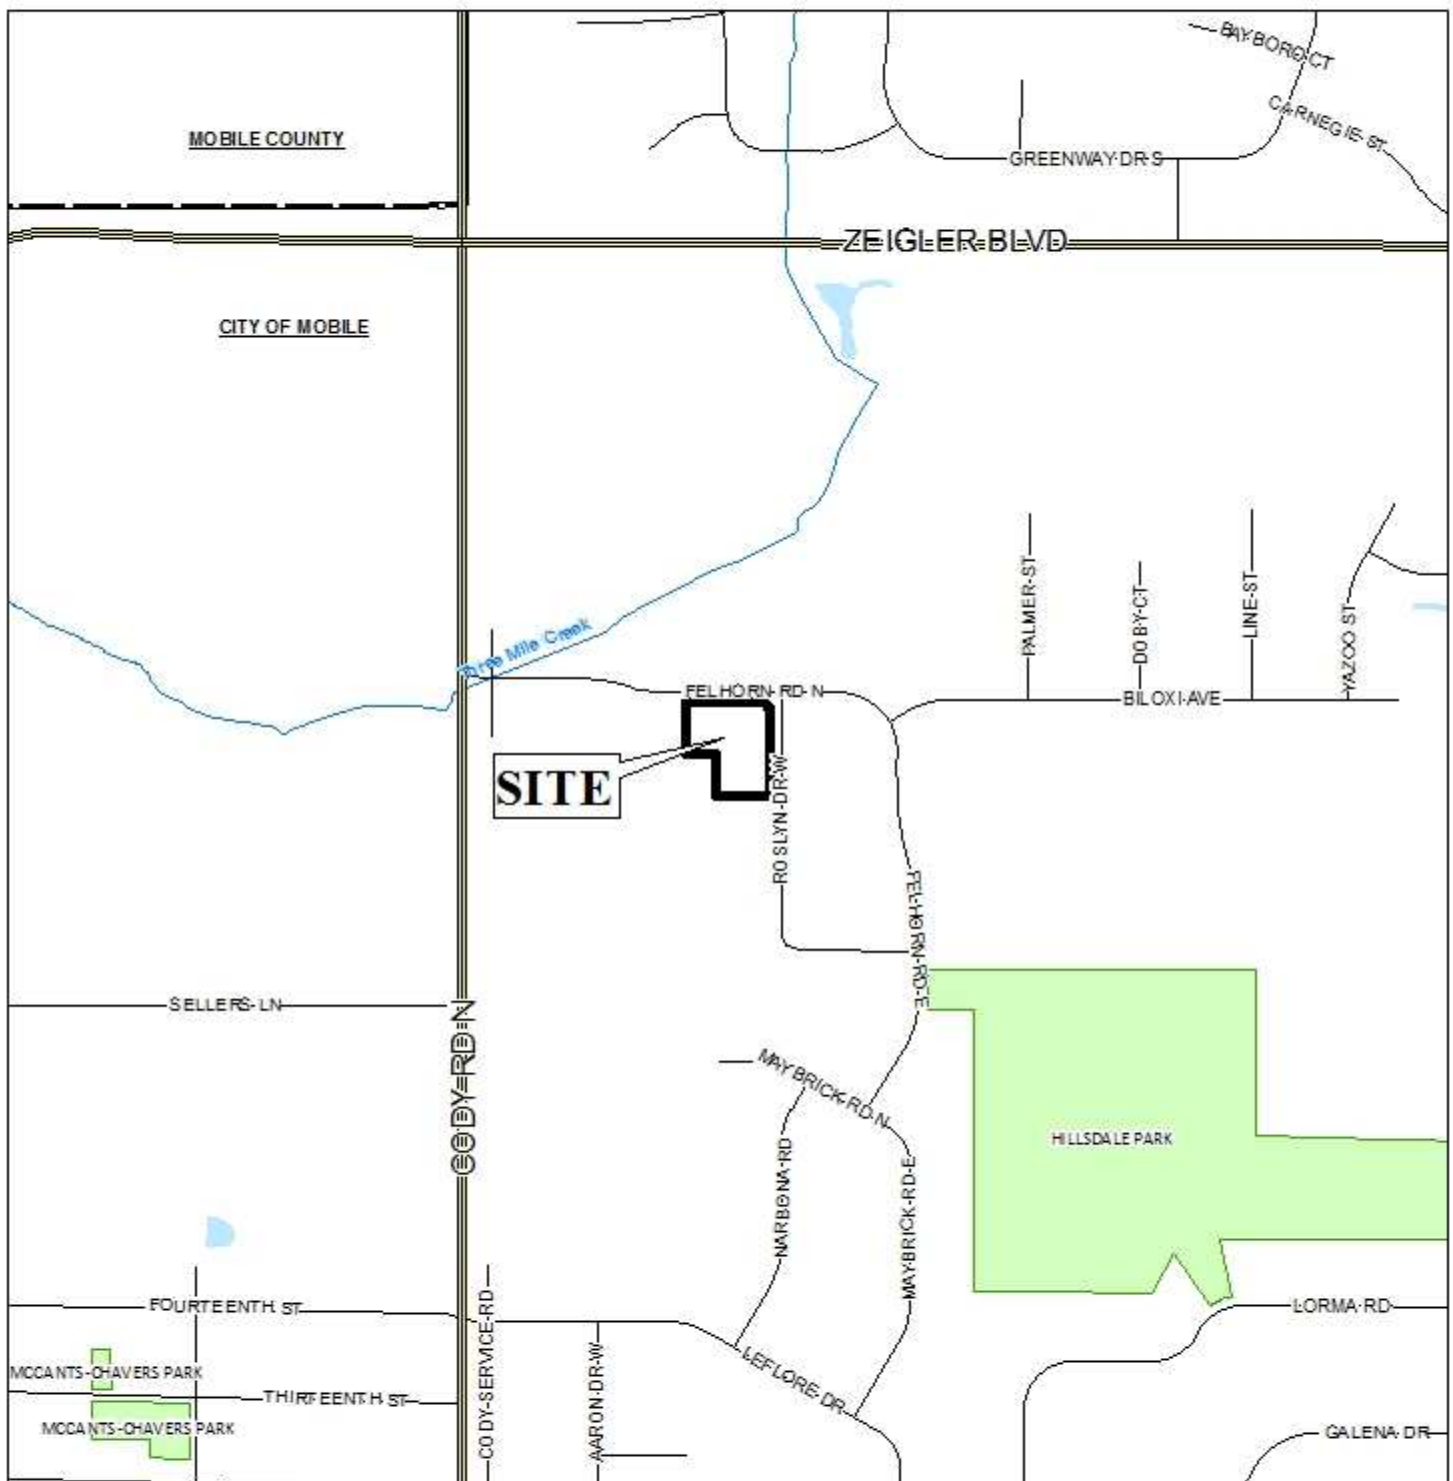 BAYBORO CT
CARNEGIE ST
MOBILE COUNTY
GREENWAY DR S
ZEIGLER BLVD
CITY OF MOBILE
PALMER ST
DOBY CT
LINE ST
YAZOO ST
Three Mile Creek
FELHORN RD N
BILOXI AVE
SITE
ROSLYN DR W
FELHORN RD E
SELLERS LN
CODY RD N
MAYBRICK RD N
HILLSDALE PARK
NARBONA RD
MAYBRICK RD E
FOURTEENTH ST
LORMA RD
CODY SERVICE RD
AARON DR W
LEFLORE DR
MCCANTS-CHAVERS PARK
THIRTEENTH ST
MCCANTS-CHAVERS PARK
GALENA DR